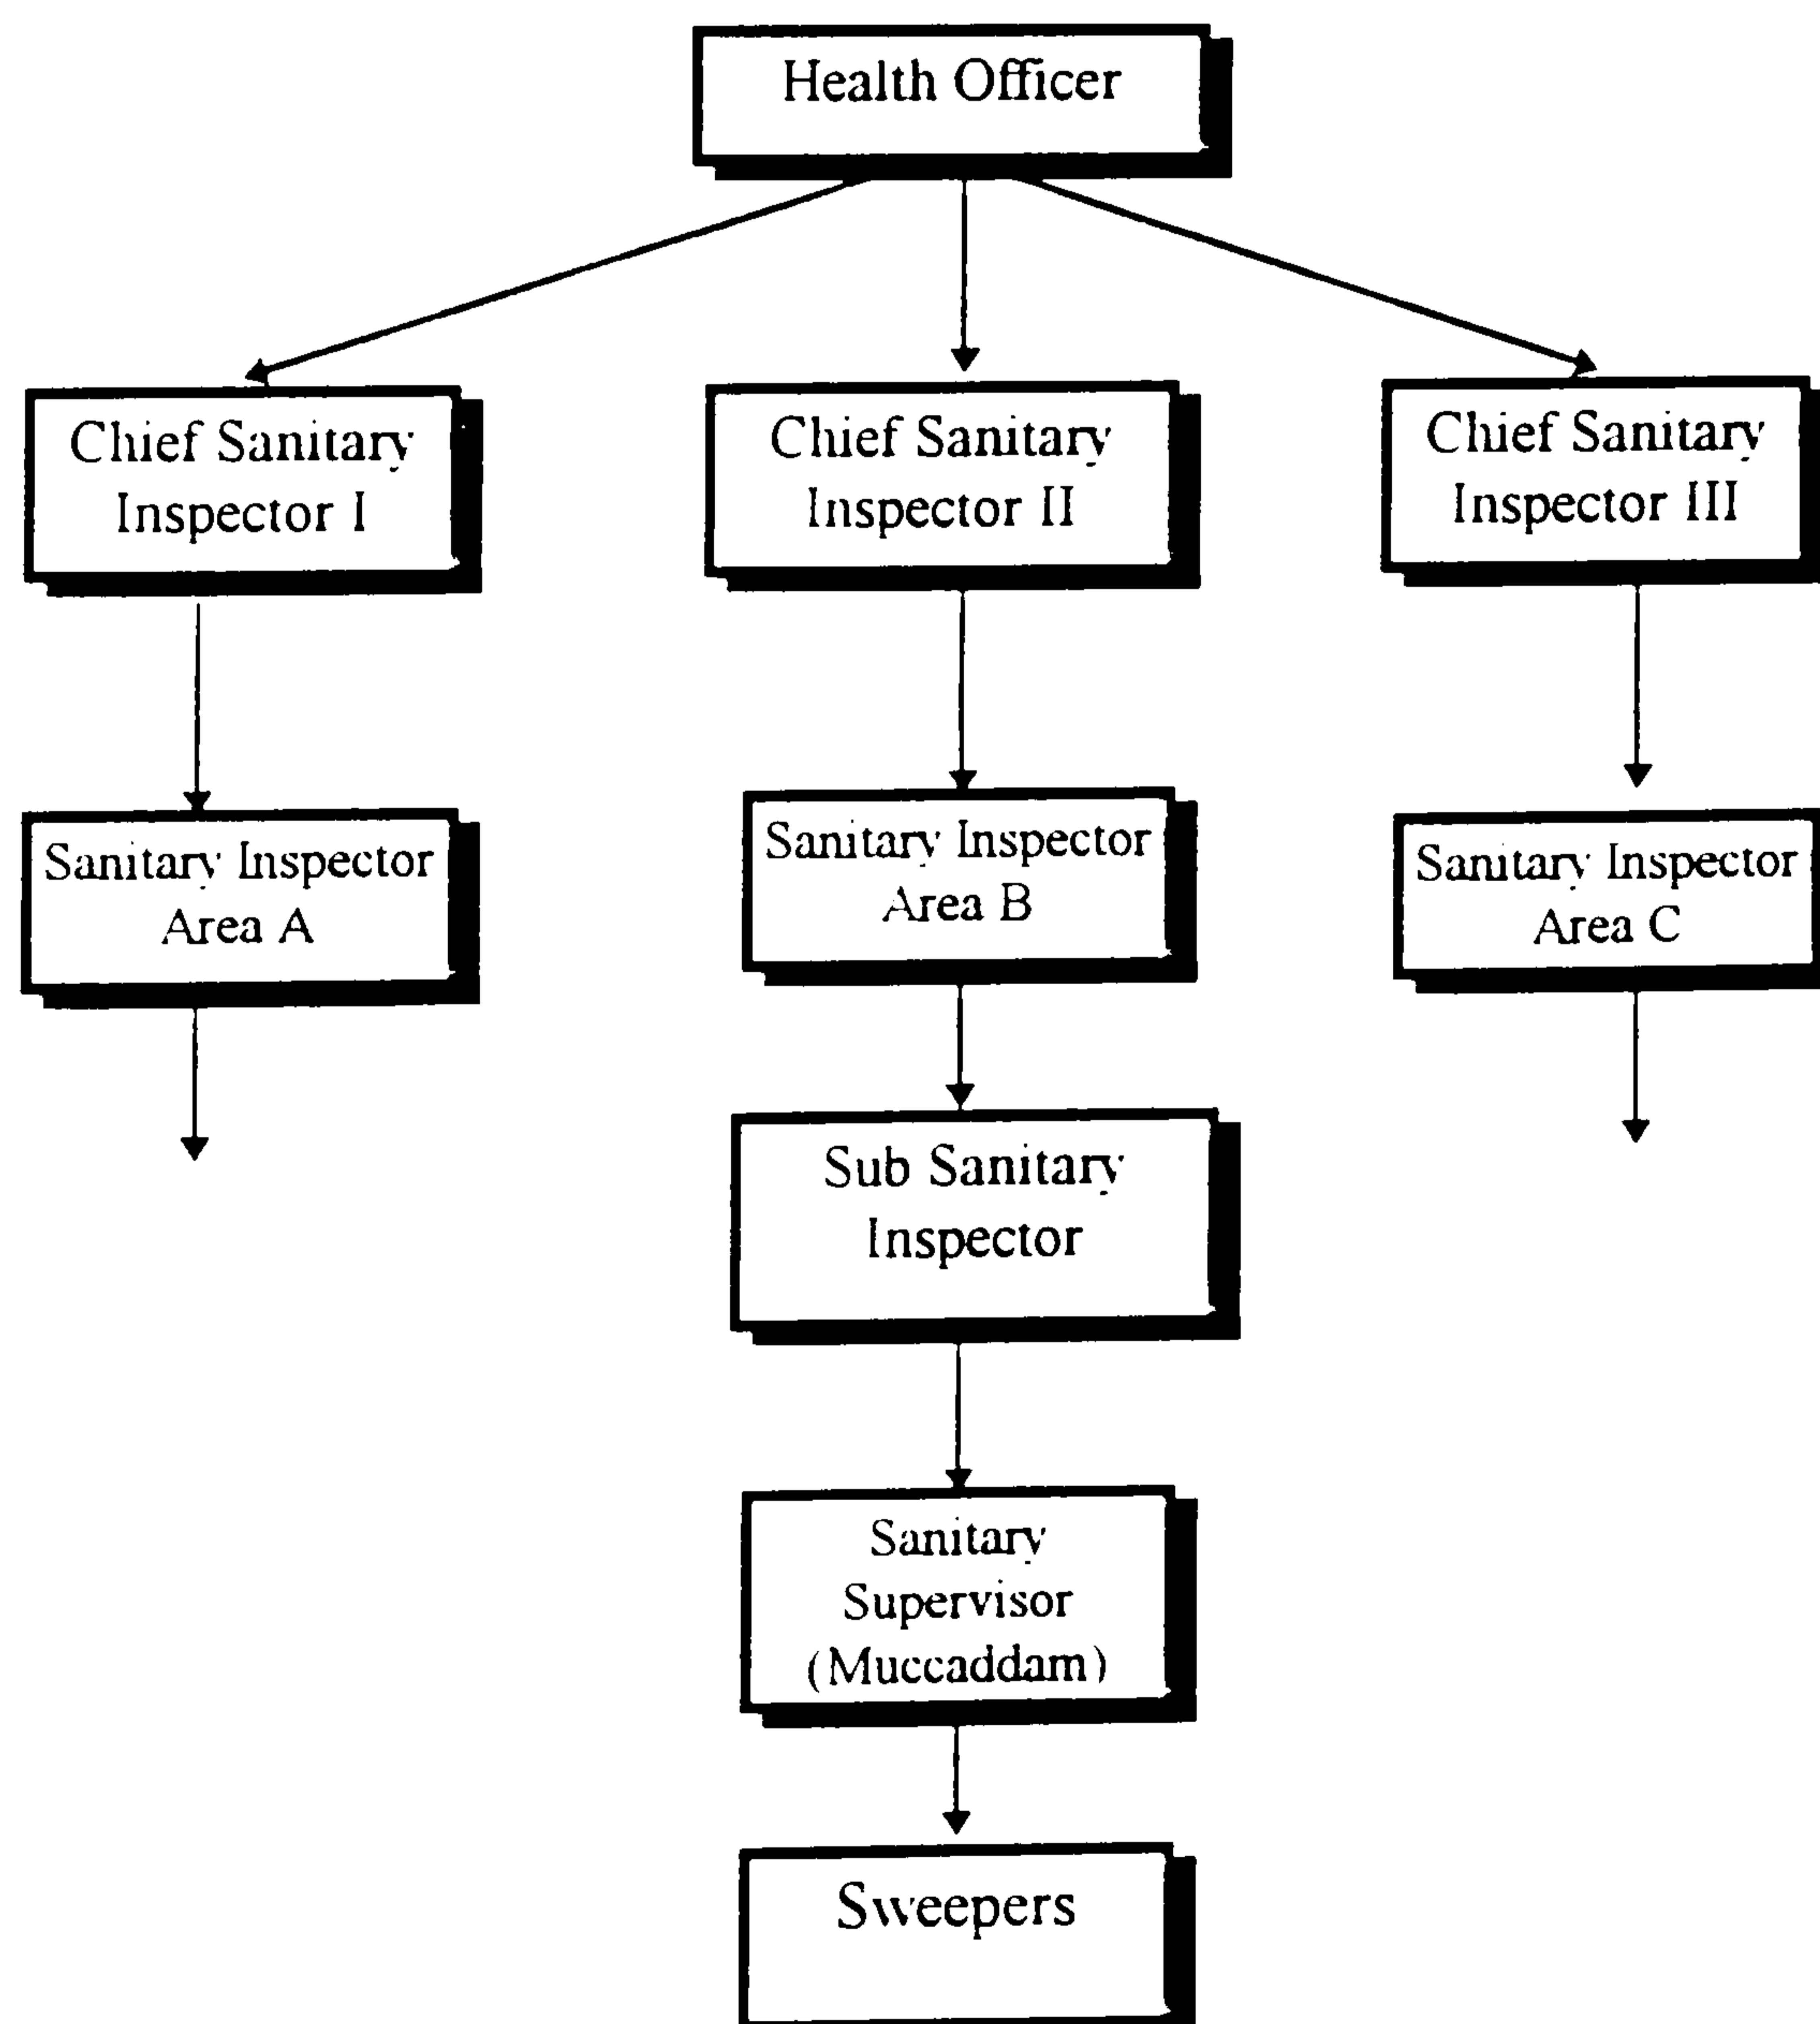 Health Officer
Chief Sanitary
Inspector I
Chief Sanitary
Inspector II
Chief Sanitary
Inspector III
Sanitary Inspector
Area A
Sanitary Inspector
Area B
Sanitary Inspector
Area C
Sub Sanitary
Inspector
Sanitary
Supervisor
(Muccaddam)
Sweepers